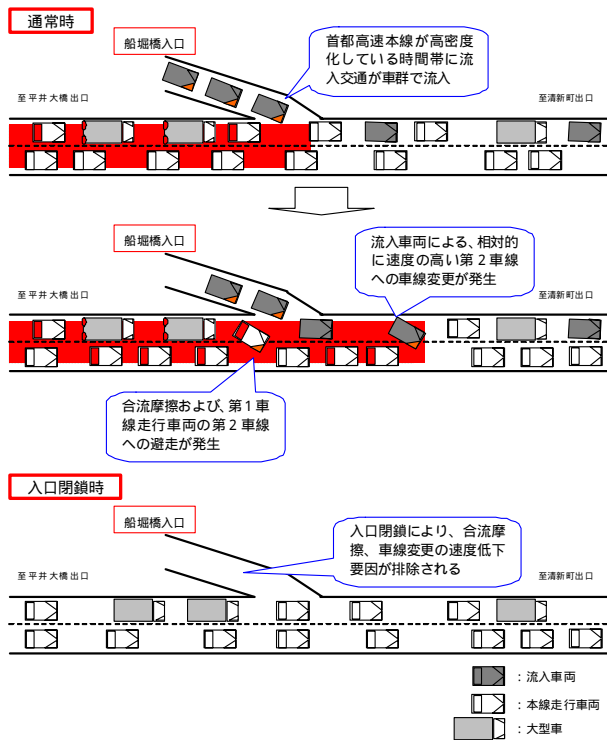 通常時
船堀橋入口
首都高速本線が高密度
化している時間帯に流
入交通が車群で流入
至平井大橋出口
至清新町出口
船堀橋入口
流入車両による、相対的
に速度の高い第2車線
への車線変更が発生
至平井大橋出口
至清新町出口
合流摩擦および、第1車
線走行車両の第2車線
への避走が発生
入口閉鎖時
船堀橋入口
入口閉鎖により、合流摩
擦、車線変更の速度低下
要因が排除される
至平井大橋出口
至清新町出口
：流入車両
：本線走行車両
：大型車